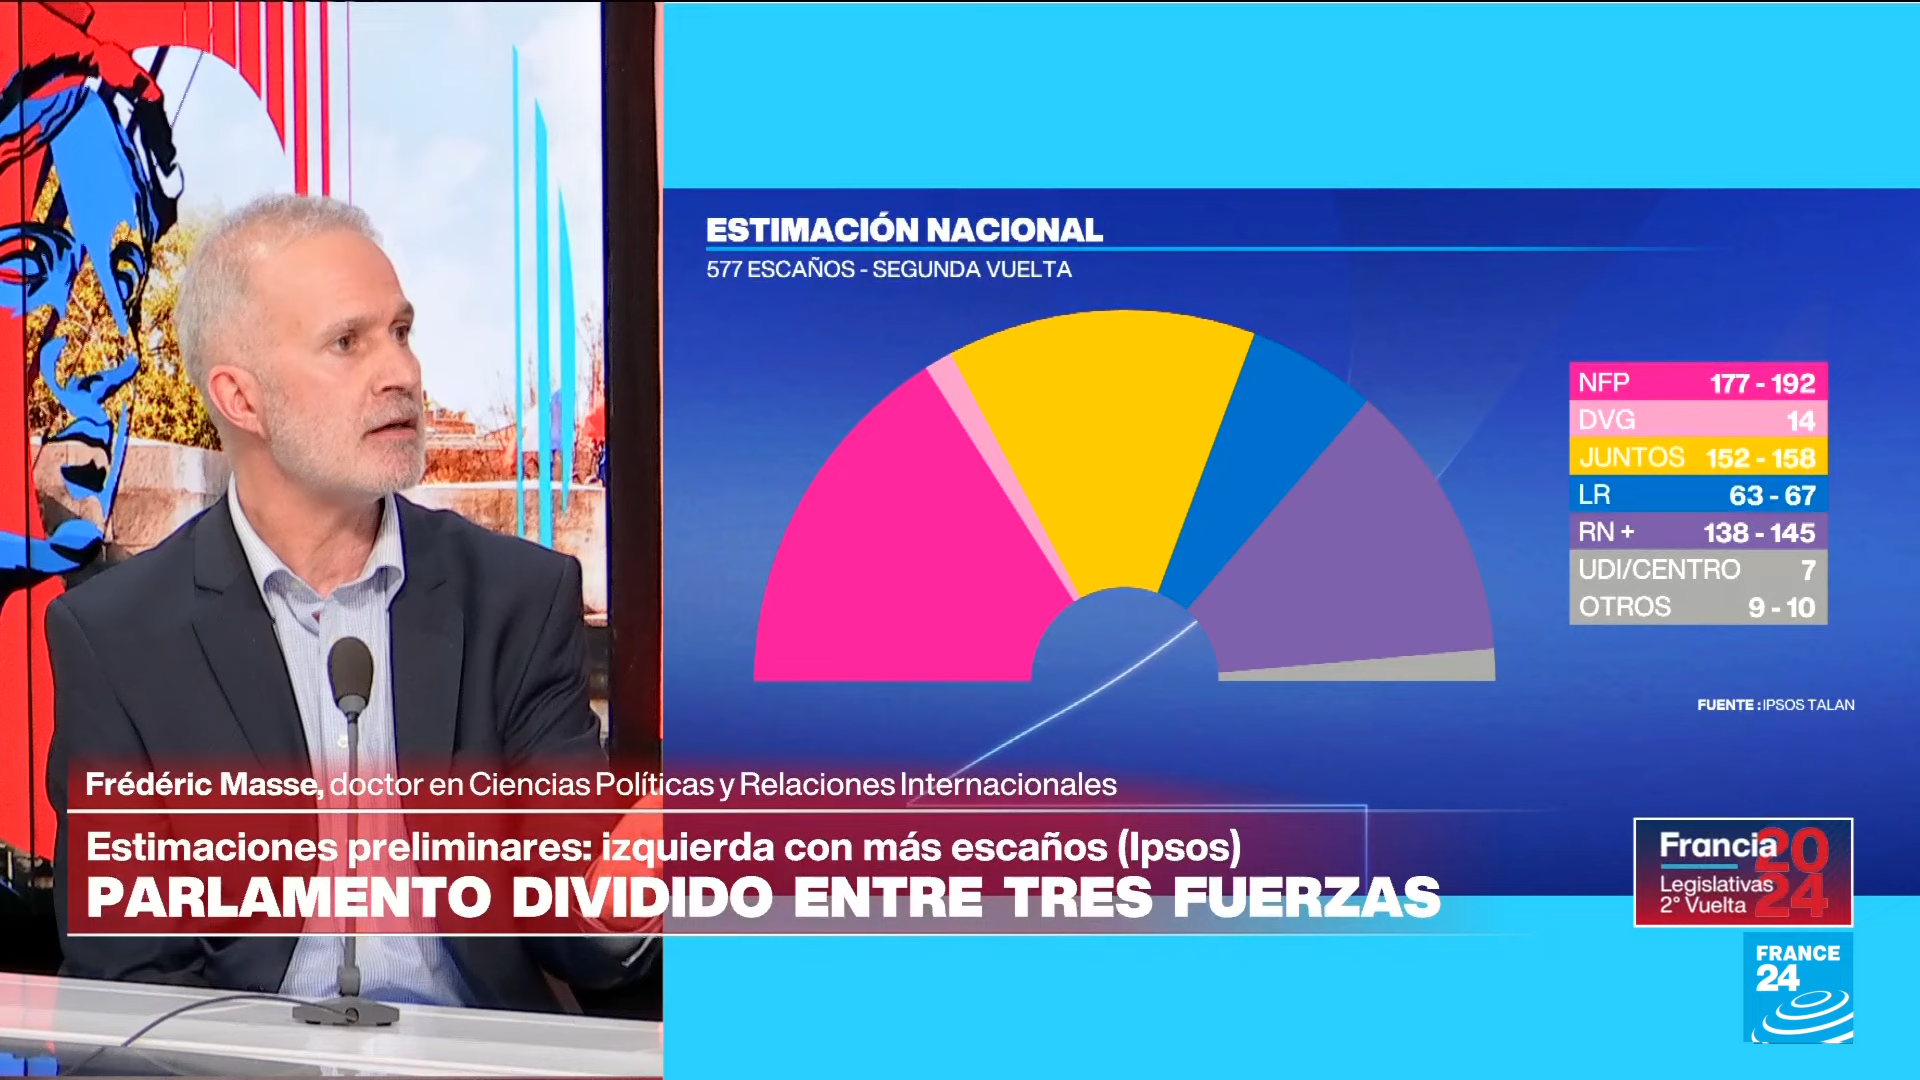 ESTIMACIÓN NACIONAL
577 ESCAÑOS - SEGUNDA VUELTA
NFP 177 - 192
DVG 14
JUNTOS 152 - 158
LR 63 - 67
RN + 138 - 145
UDI/CENTRO 7
OTROS 9 - 10
FUENTE : IPSOS TALAN
Frédéric Masse, doctor en Ciencias Políticas y Relaciones Internacionales
Estimaciones preliminares: izquierda con más escaños (Ipsos)
PARLAMENTO DIVIDIDO ENTRE TRES FUERZAS
Francia 2024
Legislativas
2° Vuelta
FRANCE
24